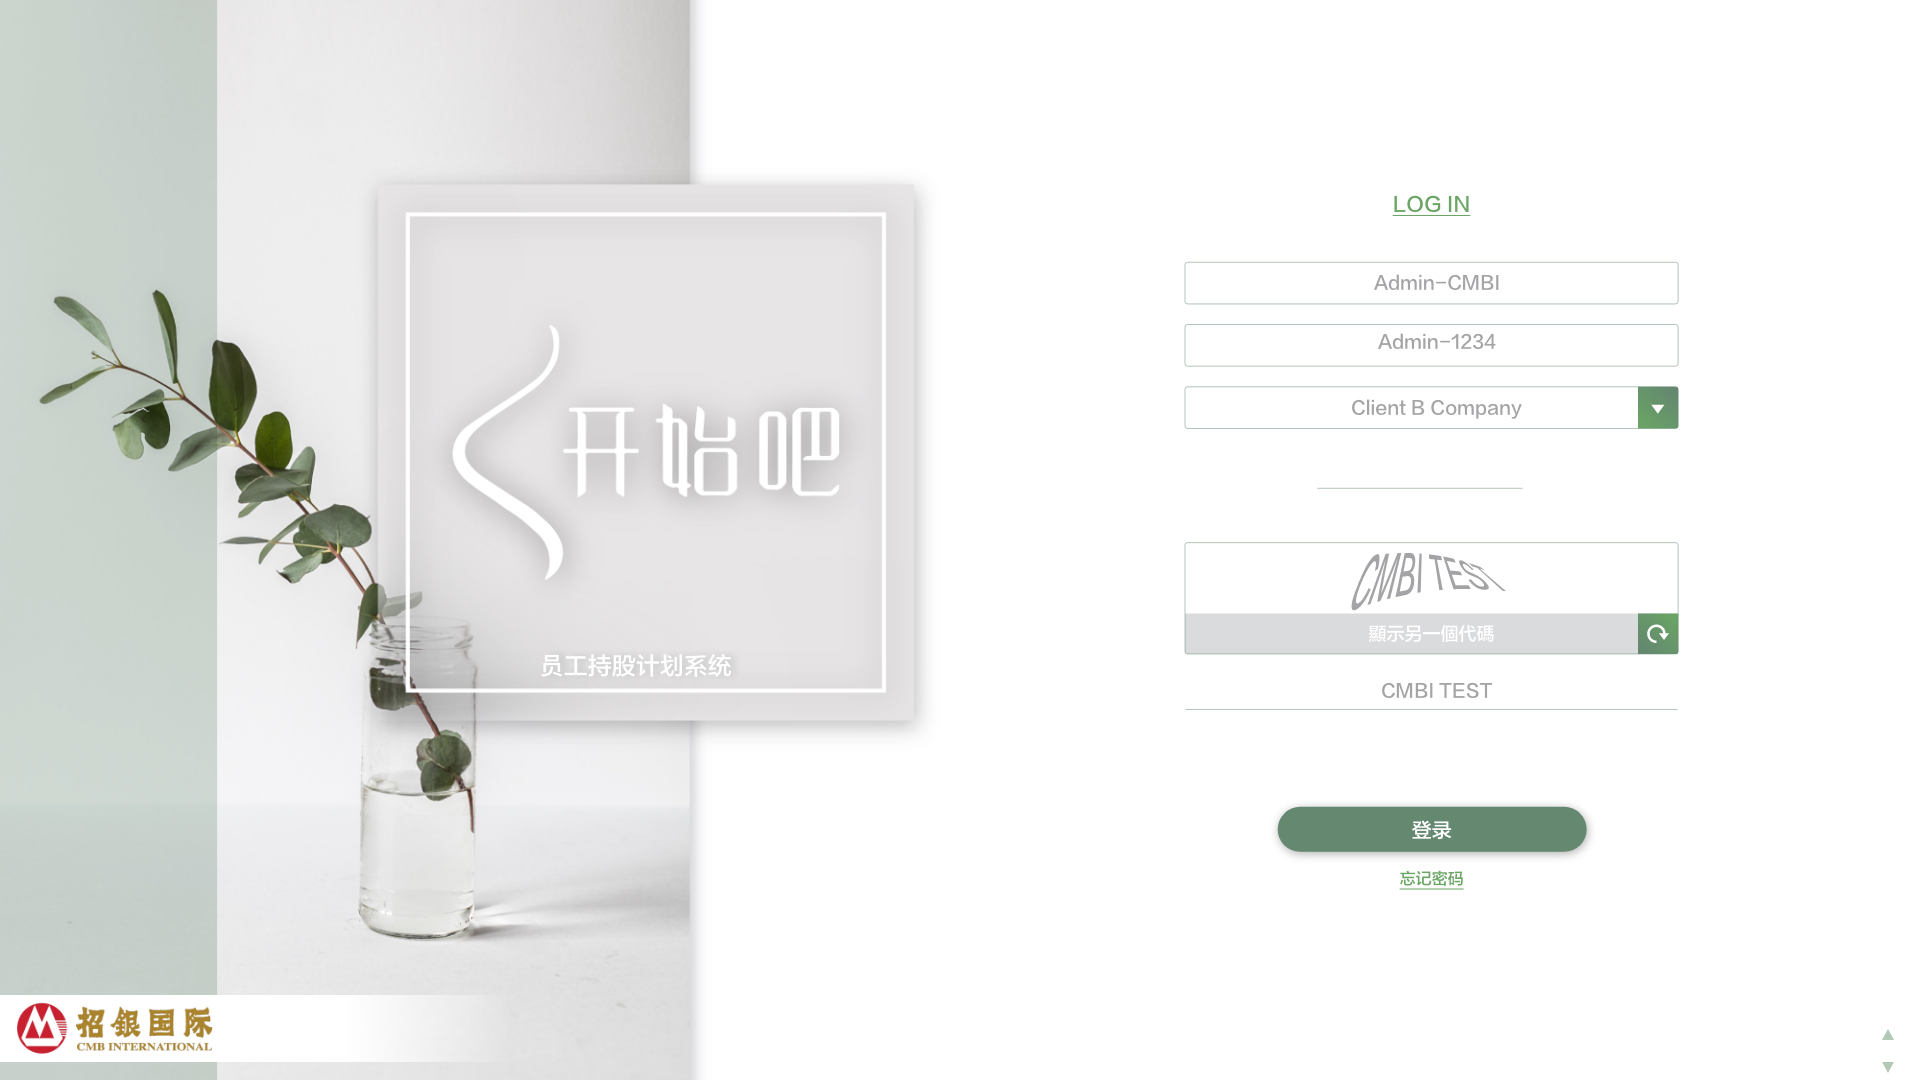 开始吧
员工持股计划系统
招银国际
CMB INTERNATIONAL
LOG IN
Admin-CMBI
Admin-1234
Client B Company
CMBI TEST
顯示另一個代碼
CMBI TEST
登录
忘记密码